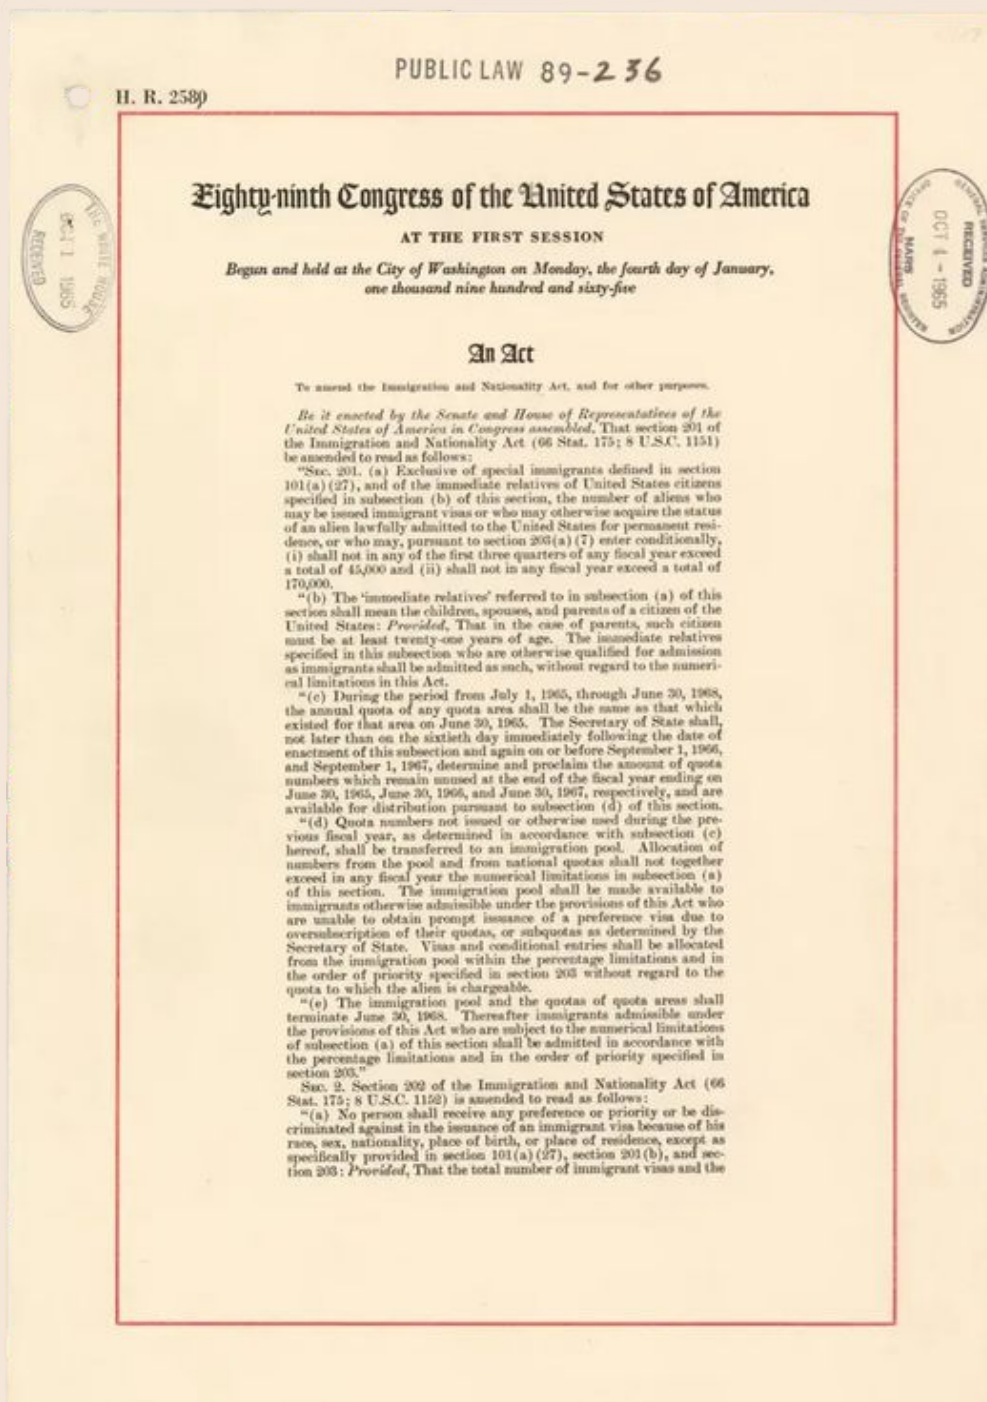 PUBLIC LAW 89-236
H. R. 2580
THE WHITE HOUSE
OCT 1 1965
RECEIVED
GENERAL SERVICES ADMINISTRATION
RECEIVED
OCT 4 - 1965
NARS
Eighty-ninth Congress of the United States of America
AT THE FIRST SESSION
Begun and held at the City of Washington on Monday, the fourth day of January,
one thousand nine hundred and sixty-five
An Act
To amend the Immigration and Nationality Act, and for other purposes.
Be it enacted by the Senate and House of Representatives of the
United States of America in Congress assembled, That section 201 of
the Immigration and Nationality Act (66 Stat. 175; 8 U.S.C. 1151)
be amended to read as follows:
"SEC. 201. (a) Exclusive of special immigrants defined in section
101(a)(27), and of the immediate relatives of United States citizens
specified in subsection (b) of this section, the number of aliens who
may be issued immigrant visas or who may otherwise acquire the status
of an alien lawfully admitted to the United States for permanent resi-
dence, or who may, pursuant to section 203(a)(7) enter conditionally,
(i) shall not in any of the first three quarters of any fiscal year exceed
a total of 45,000 and (ii) shall not in any fiscal year exceed a total of
170,000.
"(b) The 'immediate relatives' referred to in subsection (a) of this
section shall mean the children, spouses, and parents of a citizen of the
United States: Provided, That in the case of parents, such citizen
must be at least twenty-one years of age. The immediate relatives
specified in this subsection who are otherwise qualified for admission
as immigrants shall be admitted as such, without regard to the numeri-
cal limitations in this Act.
"(c) During the period from July 1, 1965, through June 30, 1968,
the annual quota of any quota area shall be the same as that which
existed for that area on June 30, 1965. The Secretary of State shall,
not later than on the sixtieth day immediately following the date of
enactment of this subsection and again on or before September 1, 1966,
and September 1, 1967, determine and proclaim the amount of quota
numbers which remain unused at the end of the fiscal year ending on
June 30, 1965, June 30, 1966, and June 30, 1967, respectively, and are
available for distribution pursuant to subsection (d) of this section.
"(d) Quota numbers not issued or otherwise used during the pre-
vious fiscal year, as determined in accordance with subsection (c)
hereof, shall be transferred to an immigration pool. Allocation of
numbers from the pool and from national quotas shall not together
exceed in any fiscal year the numerical limitations in subsection (a)
of this section. The immigration pool shall be made available to
immigrants otherwise admissible under the provisions of this Act who
are unable to obtain prompt issuance of a preference visa due to
oversubscription of their quotas, or subquotas as determined by the
Secretary of State. Visas and conditional entries shall be allocated
from the immigration pool within the percentage limitations and in
the order of priority specified in section 203 without regard to the
quota to which the alien is chargeable.
"(e) The immigration pool and the quotas of quota areas shall
terminate June 30, 1968. Thereafter immigrants admissible under
the provisions of this Act who are subject to the numerical limitations
of subsection (a) of this section shall be admitted in accordance with
the percentage limitations and in the order of priority specified in
section 203."
SEC. 2. Section 202 of the Immigration and Nationality Act (66
Stat. 175; 8 U.S.C. 1152) is amended to read as follows:
"(a) No person shall receive any preference or priority or be dis-
criminated against in the issuance of an immigrant visa because of his
race, sex, nationality, place of birth, or place of residence, except as
specifically provided in section 101(a)(27), section 201(b), and sec-
tion 203: Provided, That the total number of immigrant visas and the